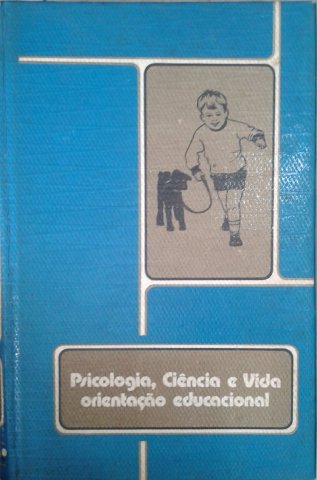 Psicologia, Ciência e Vida
orientação educacional